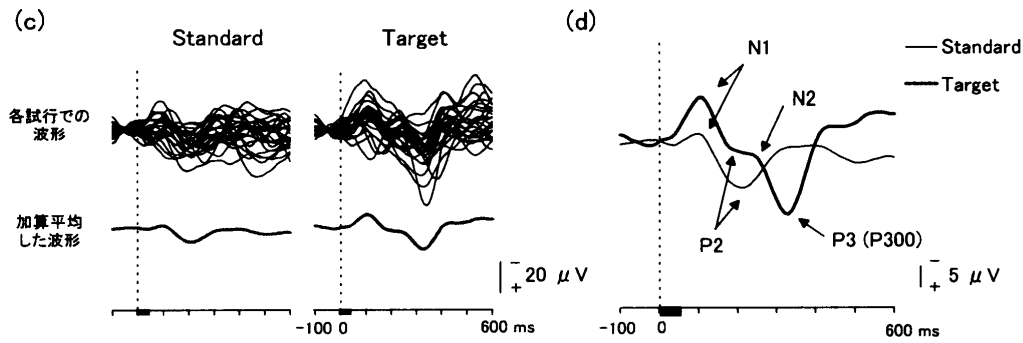 (c)
Standard
Target
各試行での
波形
加算平均
した波形
−
+
20 μV
-100 0
600 ms
(d)
N1
N2
P2
P3 (P300)
Standard
Target
−
+
5 μV
-100
0
600 ms